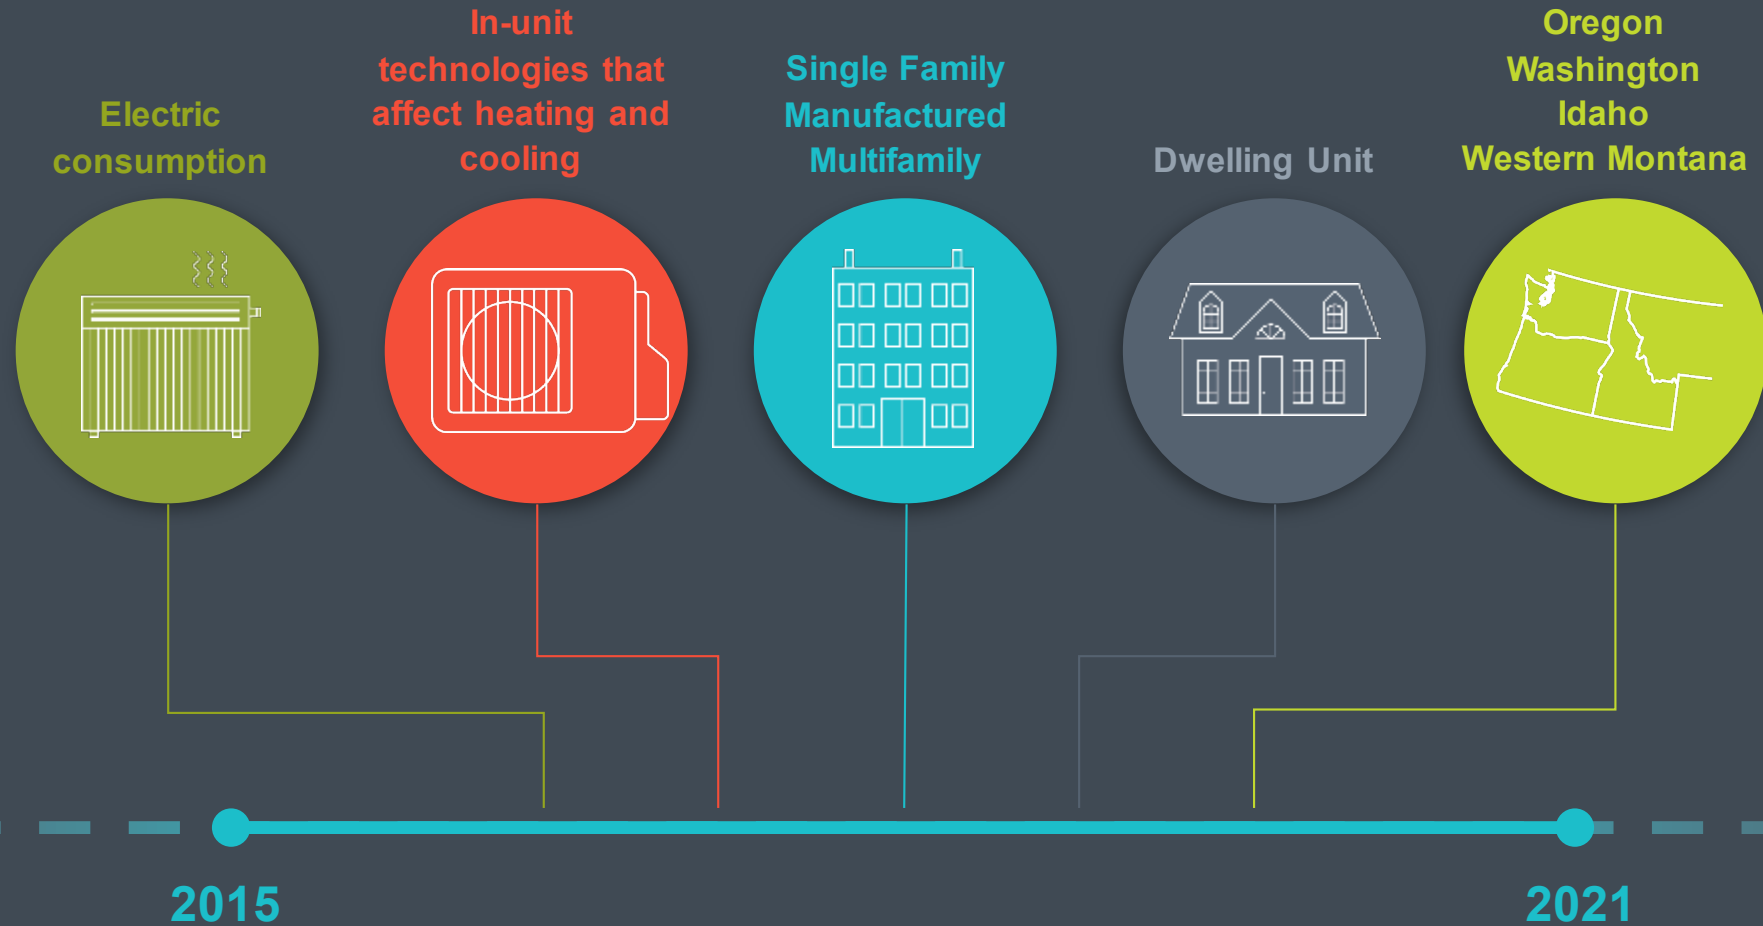 Electric
consumption
In-unit
technologies that
affect heating and
cooling
Single Family
Manufactured
Multifamily
Dwelling Unit
Oregon
Washington
Idaho
Western Montana
2015
2021